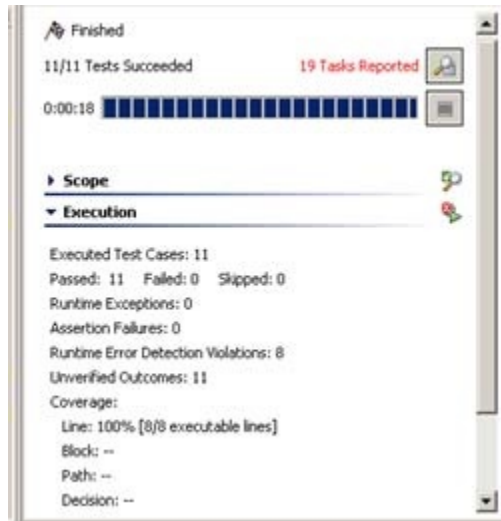 Finished
11/11 Tests Succeeded 19 Tasks Reported
0:00:18
Scope
Execution
Executed Test Cases: 11
Passed: 11 Failed: 0 Skipped: 0
Runtime Exceptions: 0
Assertion Failures: 0
Runtime Error Detection Violations: 8
Unverified Outcomes: 11
Coverage:
Line: 100% [8/8 executable lines]
Block: --
Path: --
Decision: --